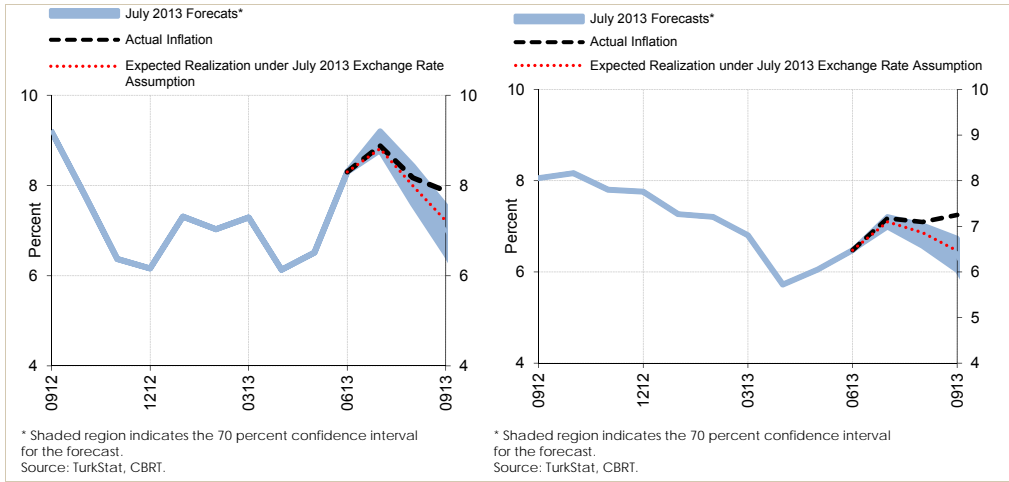 July 2013 Forecats*
Actual Inflation
Expected Realization under July 2013 Exchange Rate
Assumption
10
10
8
8
6
6
4
4
Percent
0912
1212
0313
0613
0913
* Shaded region indicates the 70 percent confidence interval
for the forecast.
Source: TurkStat, CBRT.
July 2013 Forecasts*
Actual Inflation
Expected Realization under July 2013 Exchange Rate Assumption
10
8
6
4
10
9
8
7
6
5
4
Percent
0912
1212
0313
0613
0913
* Shaded region indicates the 70 percent confidence interval
for the forecast.
Source: TurkStat, CBRT.